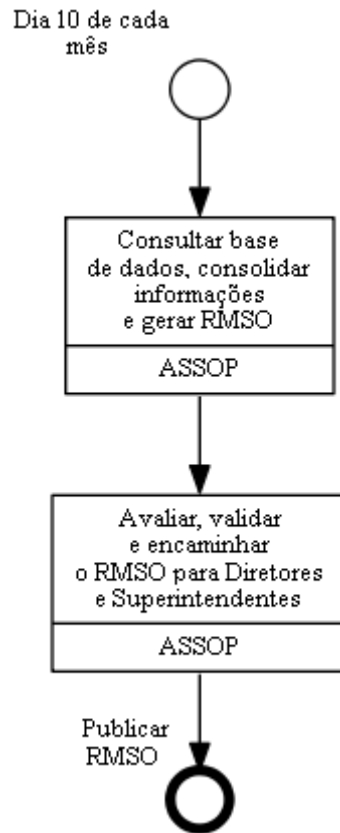 Dia 10 de cada
mês
Consultar base
de dados, consolidar
informações
e gerar RMSO
ASSOP
Avaliar, validar
e encaminhar
o RMSO para Diretores
e Superintendentes
ASSOP
Publicar
RMSO